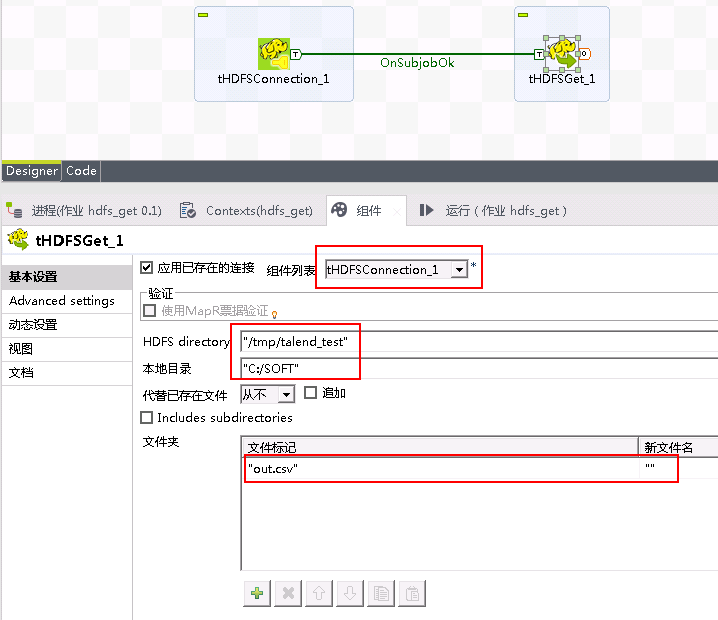 T
OnSubjobOk
T
O
tHDFSConnection_1
tHDFSGet_1
Designer
Code
进程(作业 hdfs_get 0.1)
Contexts(hdfs_get)
组件
运行 ( 作业 hdfs_get )
tHDFSGet_1
基本设置
Advanced settings
动态设置
视图
文档
应用已存在的连接 组件列表 tHDFSConnection_1 *
验证
使用MapR票据验证
HDFS directory "/tmp/talend_test"
本地目录 "C:/SOFT"
代替已存在文件 从不 追加
Includes subdirectories
文件夹
文件标记 新文件名
"out.csv" ""